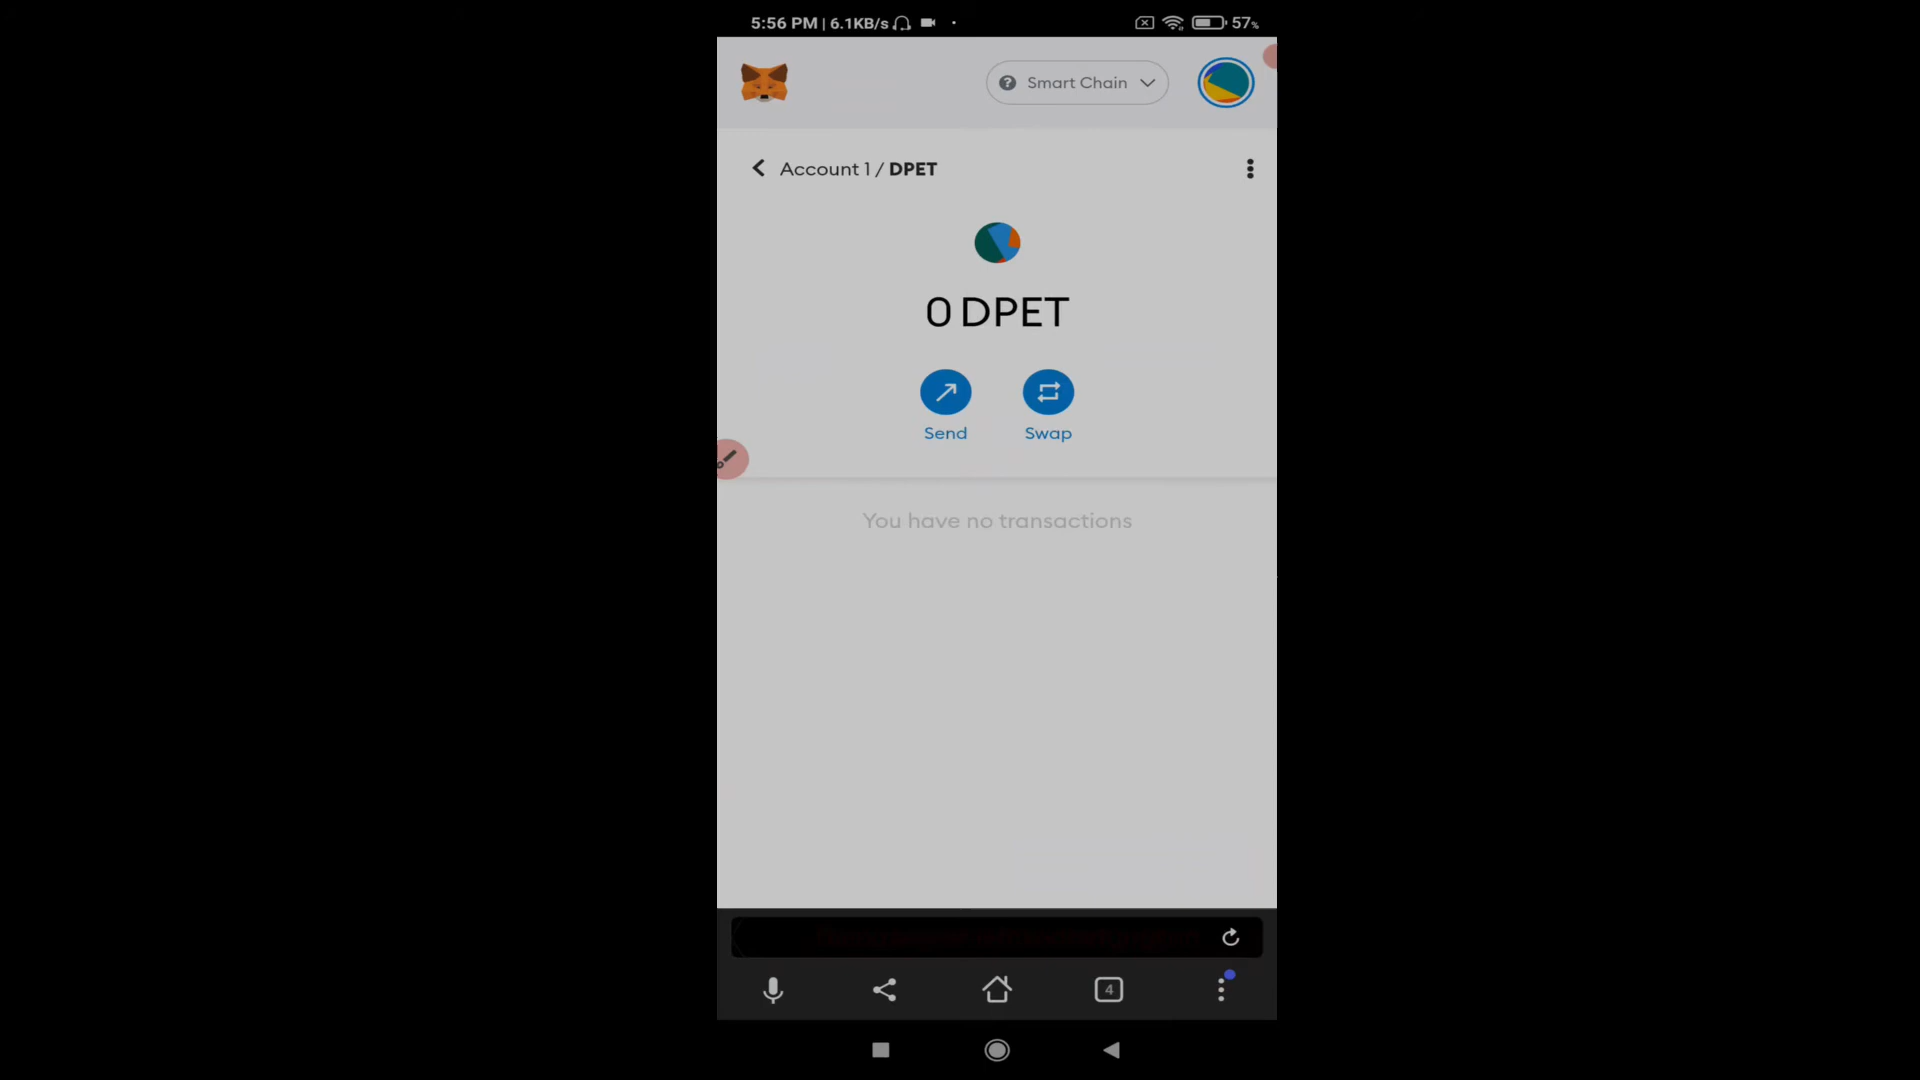 5:56 PM | 6.1KB/s
57%
Smart Chain
Account 1 / DPET
0 DPET
Send
Swap
You have no transactions
4